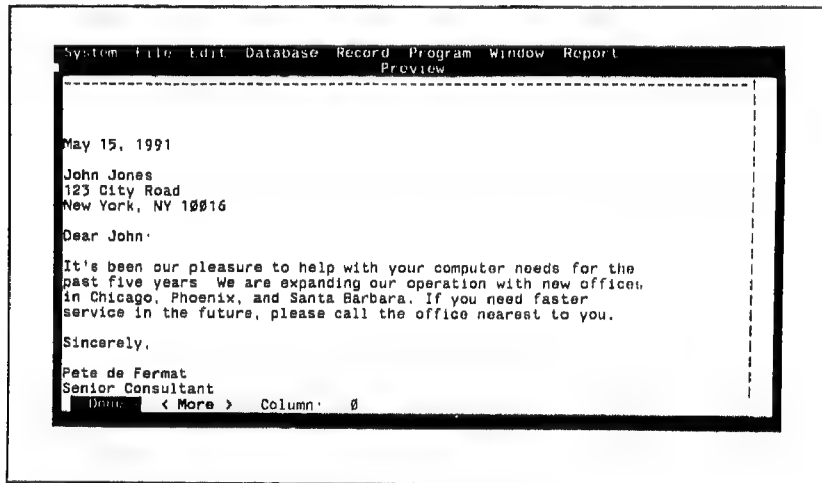 System File Edit Database Record Program Window Report
Preview
May 15, 1991
John Jones
123 City Road
New York, NY 10016
Dear John:
It's been our pleasure to help with your computer needs for the
past five years. We are expanding our operation with new offices
in Chicago, Phoenix, and Santa Barbara. If you need faster
service in the future, please call the office nearest to you.
Sincerely,
Pete de Fermat
Senior Consultant
Done < More > Column: 0